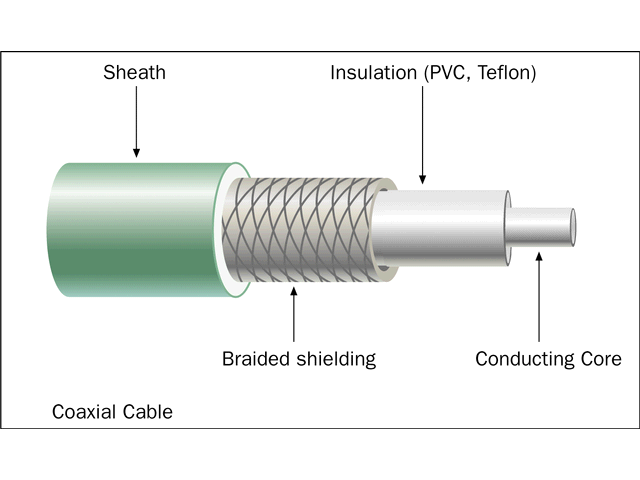 Sheath
Insulation (PVC, Teflon)
Braided shielding
Conducting Core
Coaxial Cable